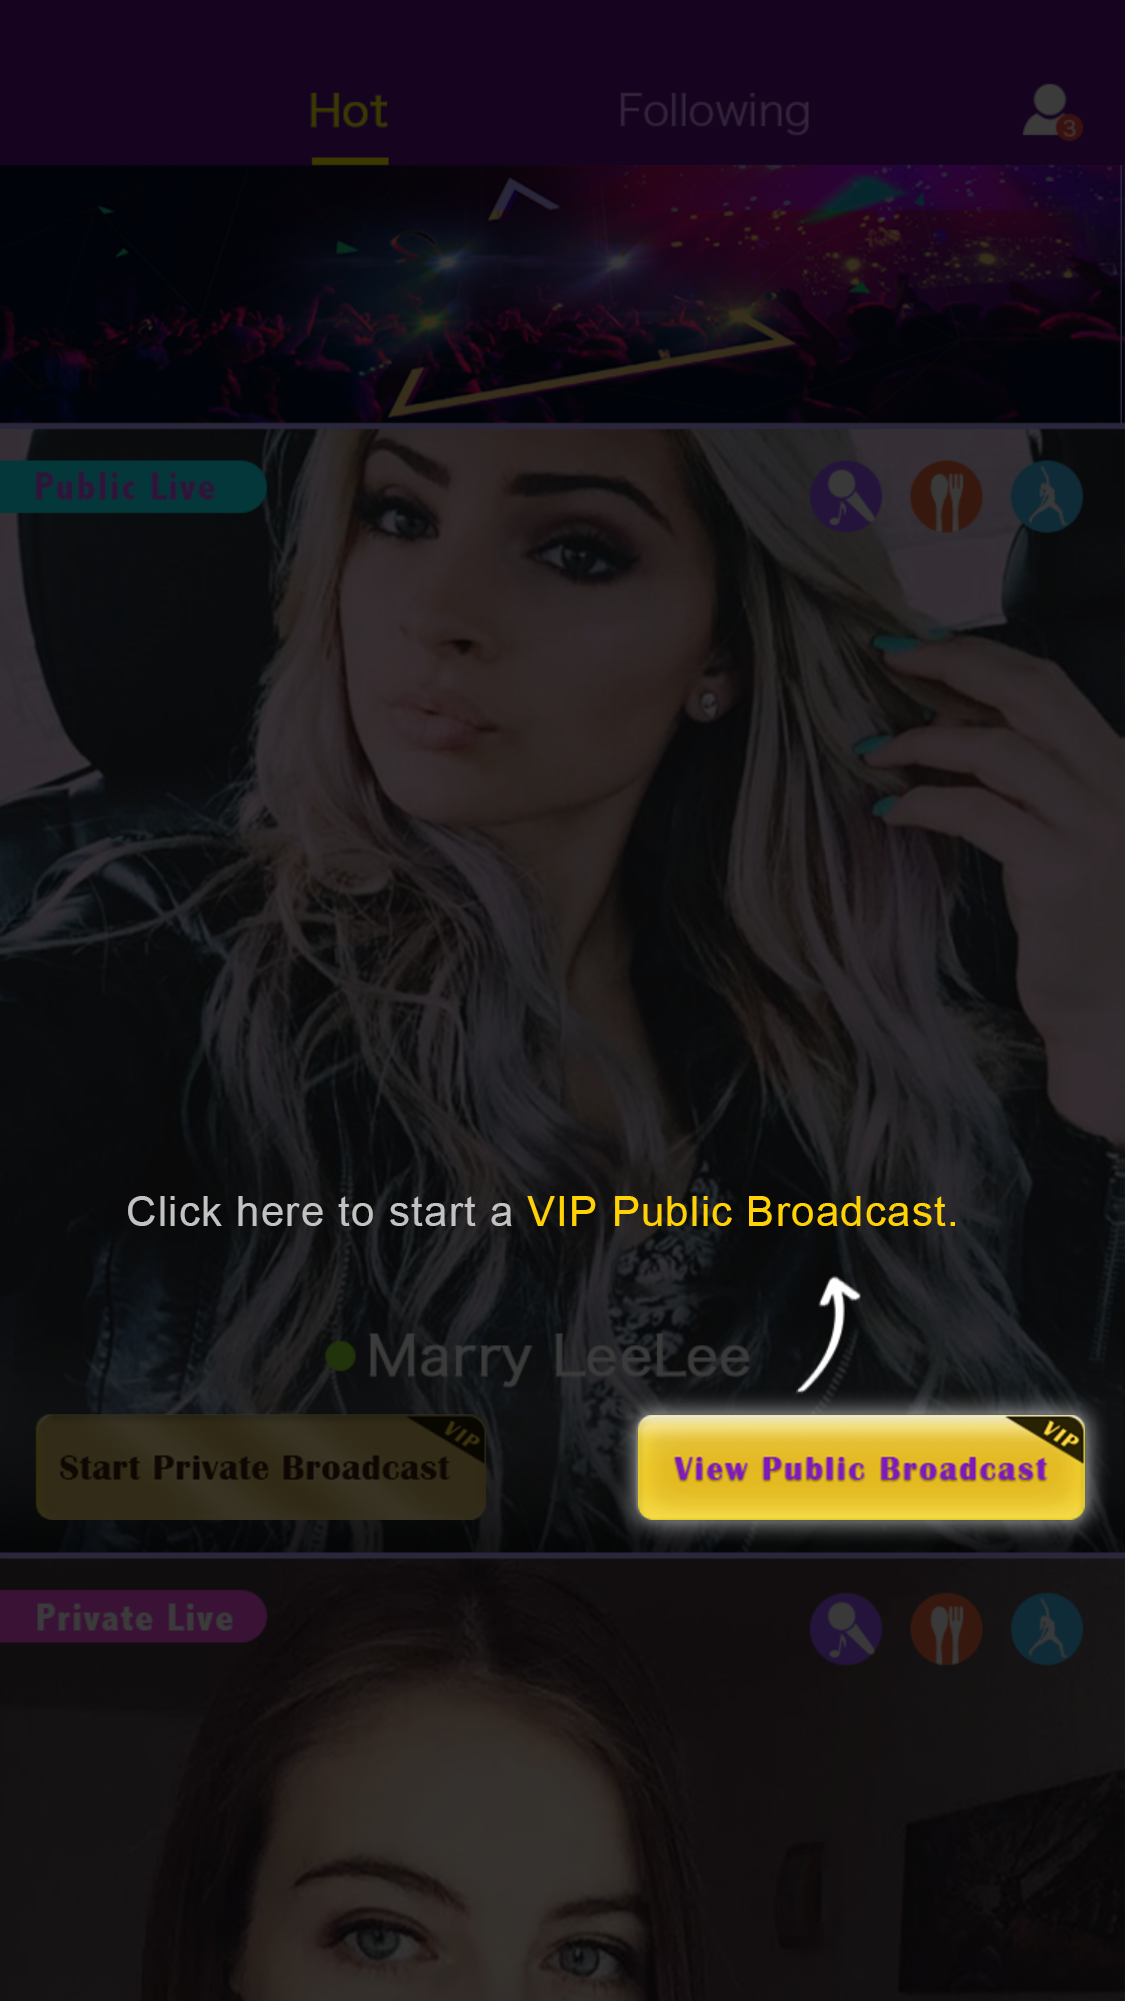 Hot
Following
3
Public Live
Click here to start a VIP Public Broadcast.
Marry LeeLee
VIP
Start Private Broadcast
VIP
View Public Broadcast
Private Live